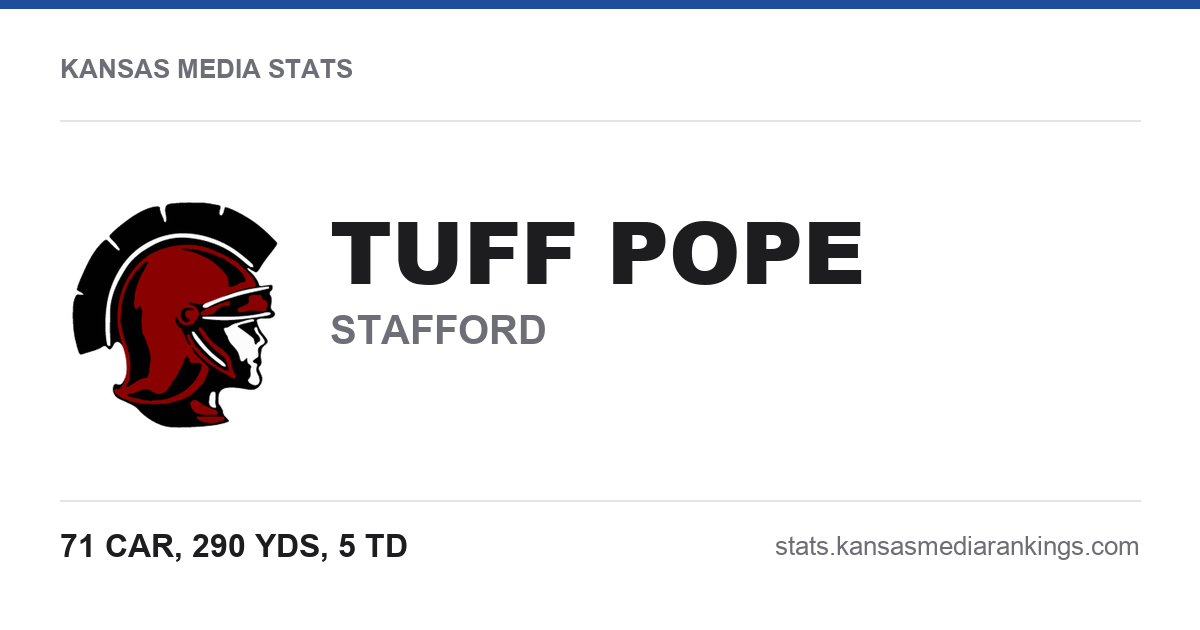 KANSAS MEDIA STATS
TUFF POPE
STAFFORD
71 CAR, 290 YDS, 5 TD
stats.kansasmediarankings.com